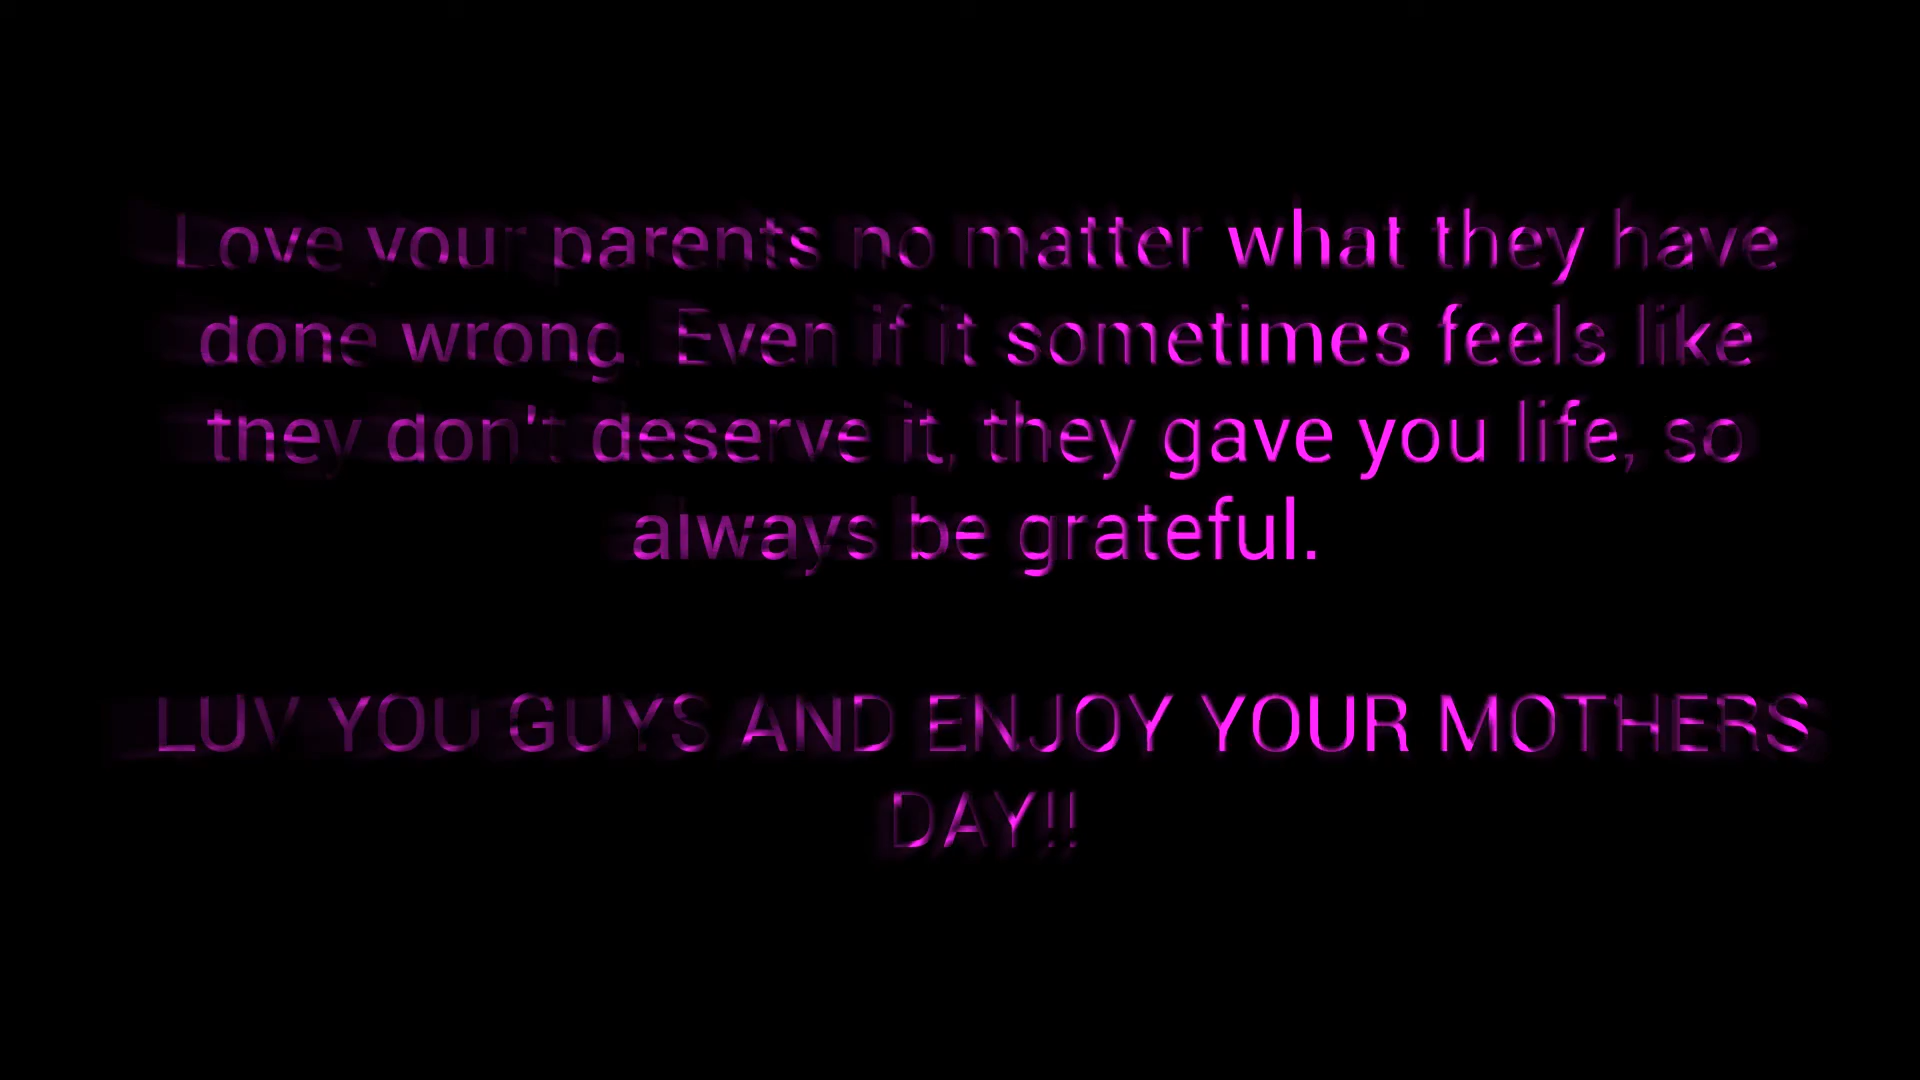 Love your parents no matter what they have
done wrong. Even if it sometimes feels like
they don't deserve it, they gave you life, so
always be grateful.
LUV YOU GUYS AND ENJOY YOUR MOTHERS
DAY!!